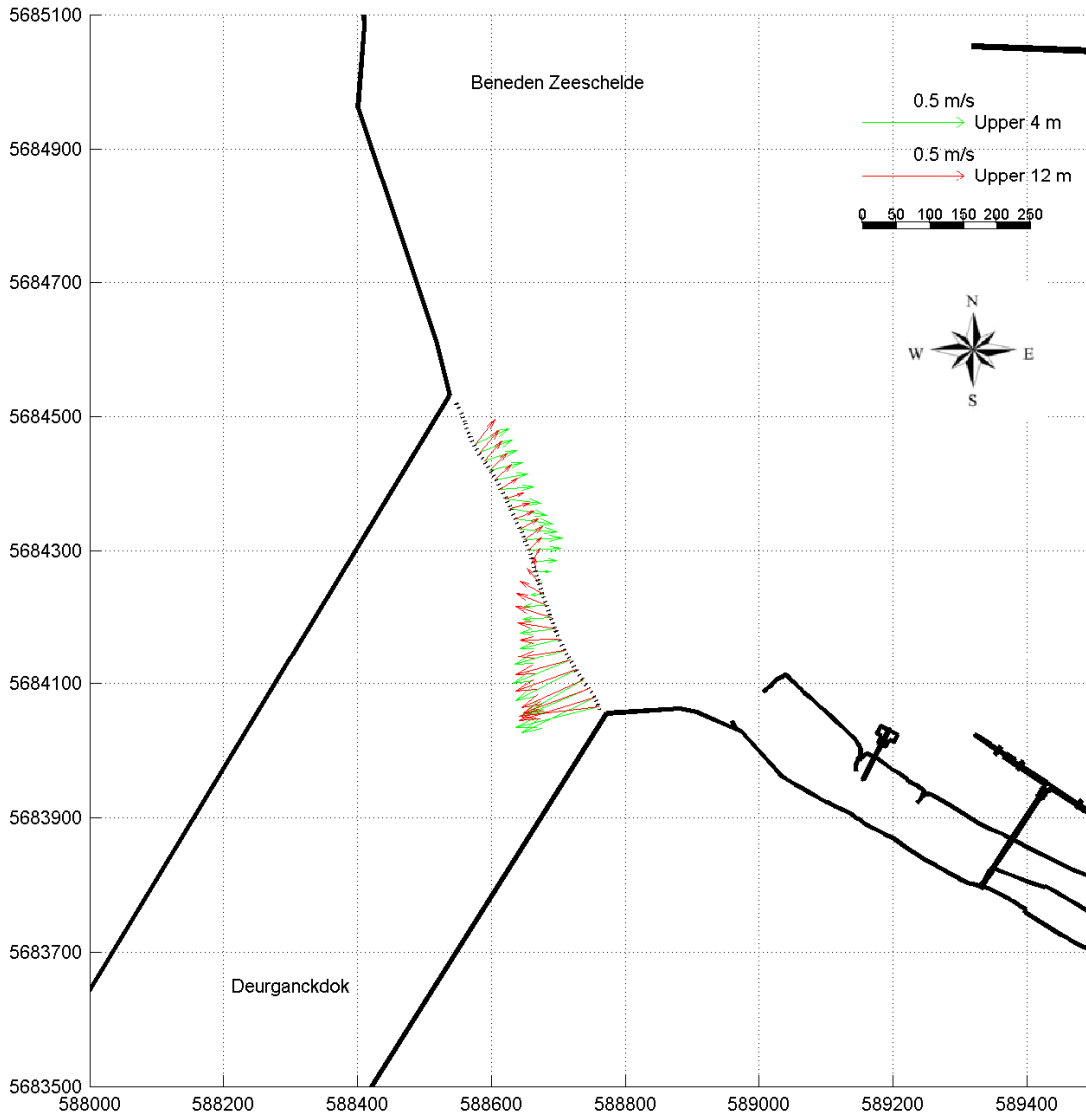 5685100
Beneden Zeeschelde
0.5 m/s
Upper 4 m
5684900
0.5 m/s
Upper 12 m
0 50 100 150 200 250
5684700
N
W E
S
5684500
5684300
5684100
5683900
5683700
Deurganckdok
5683500
588000 588200 588400 588600 588800 589000 589200 589400